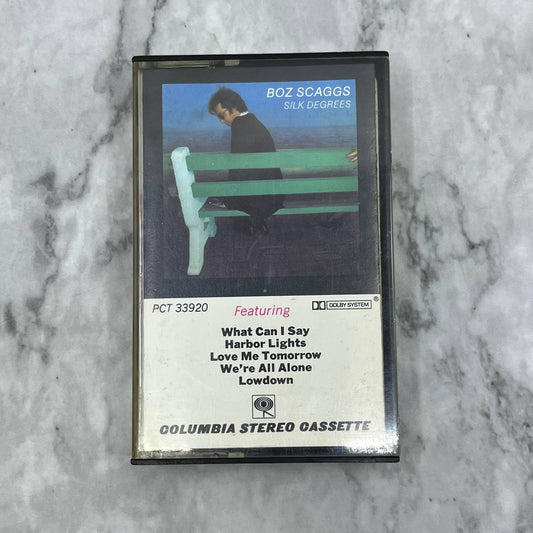 BOZ SCAGGS
SILK DEGREES
PCT 33920
Featuring
DOLBY SYSTEM ®
What Can I Say
Harbor Lights
Love Me Tomorrow
We're All Alone
Lowdown
COLUMBIA STEREO CASSETTE